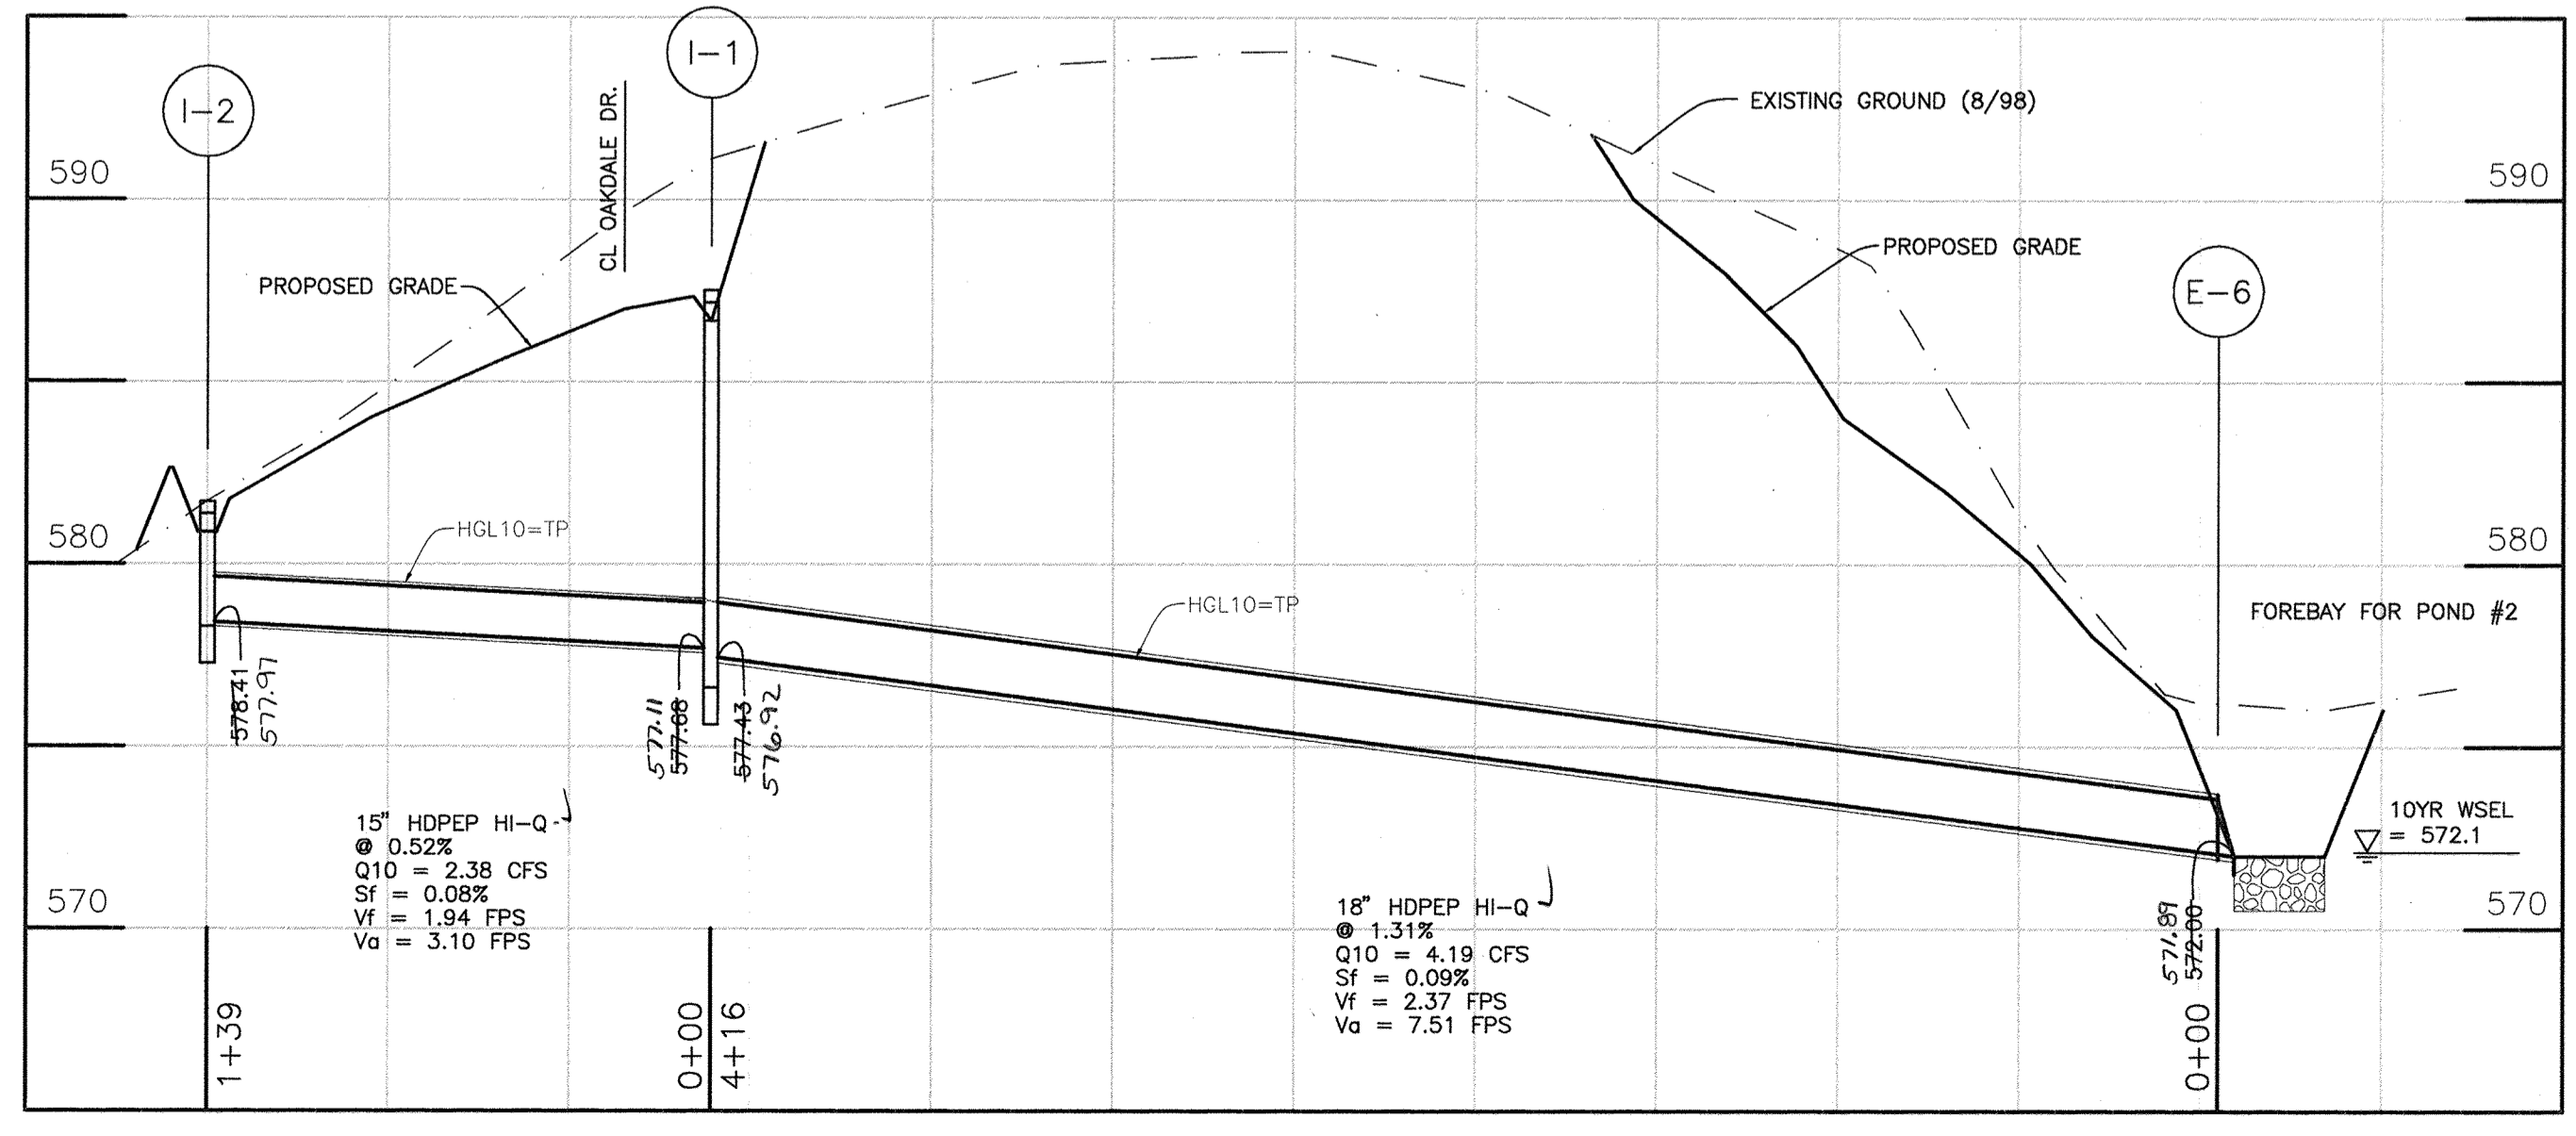 I-2
I-1
CL OAKDALE DR.
EXISTING GROUND (8/98)
590
590
PROPOSED GRADE
PROPOSED GRADE
E-6
580
HGL10=TP
580
HGL10=TP
FOREBAY FOR POND #2
578.41
577.97
577.11
577.68
577.43
576.92
15" HDPEP HI-Q
@ 0.52%
Q10 = 2.38 CFS
Sf = 0.08%
Vf = 1.94 FPS
Va = 3.10 FPS
10YR WSEL
= 572.1
570
18" HDPEP HI-Q
@ 1.31%
Q10 = 4.19 CFS
Sf = 0.09%
Vf = 2.37 FPS
Va = 7.51 FPS
571.89
572.00
570
1+39
0+00
4+16
0+00